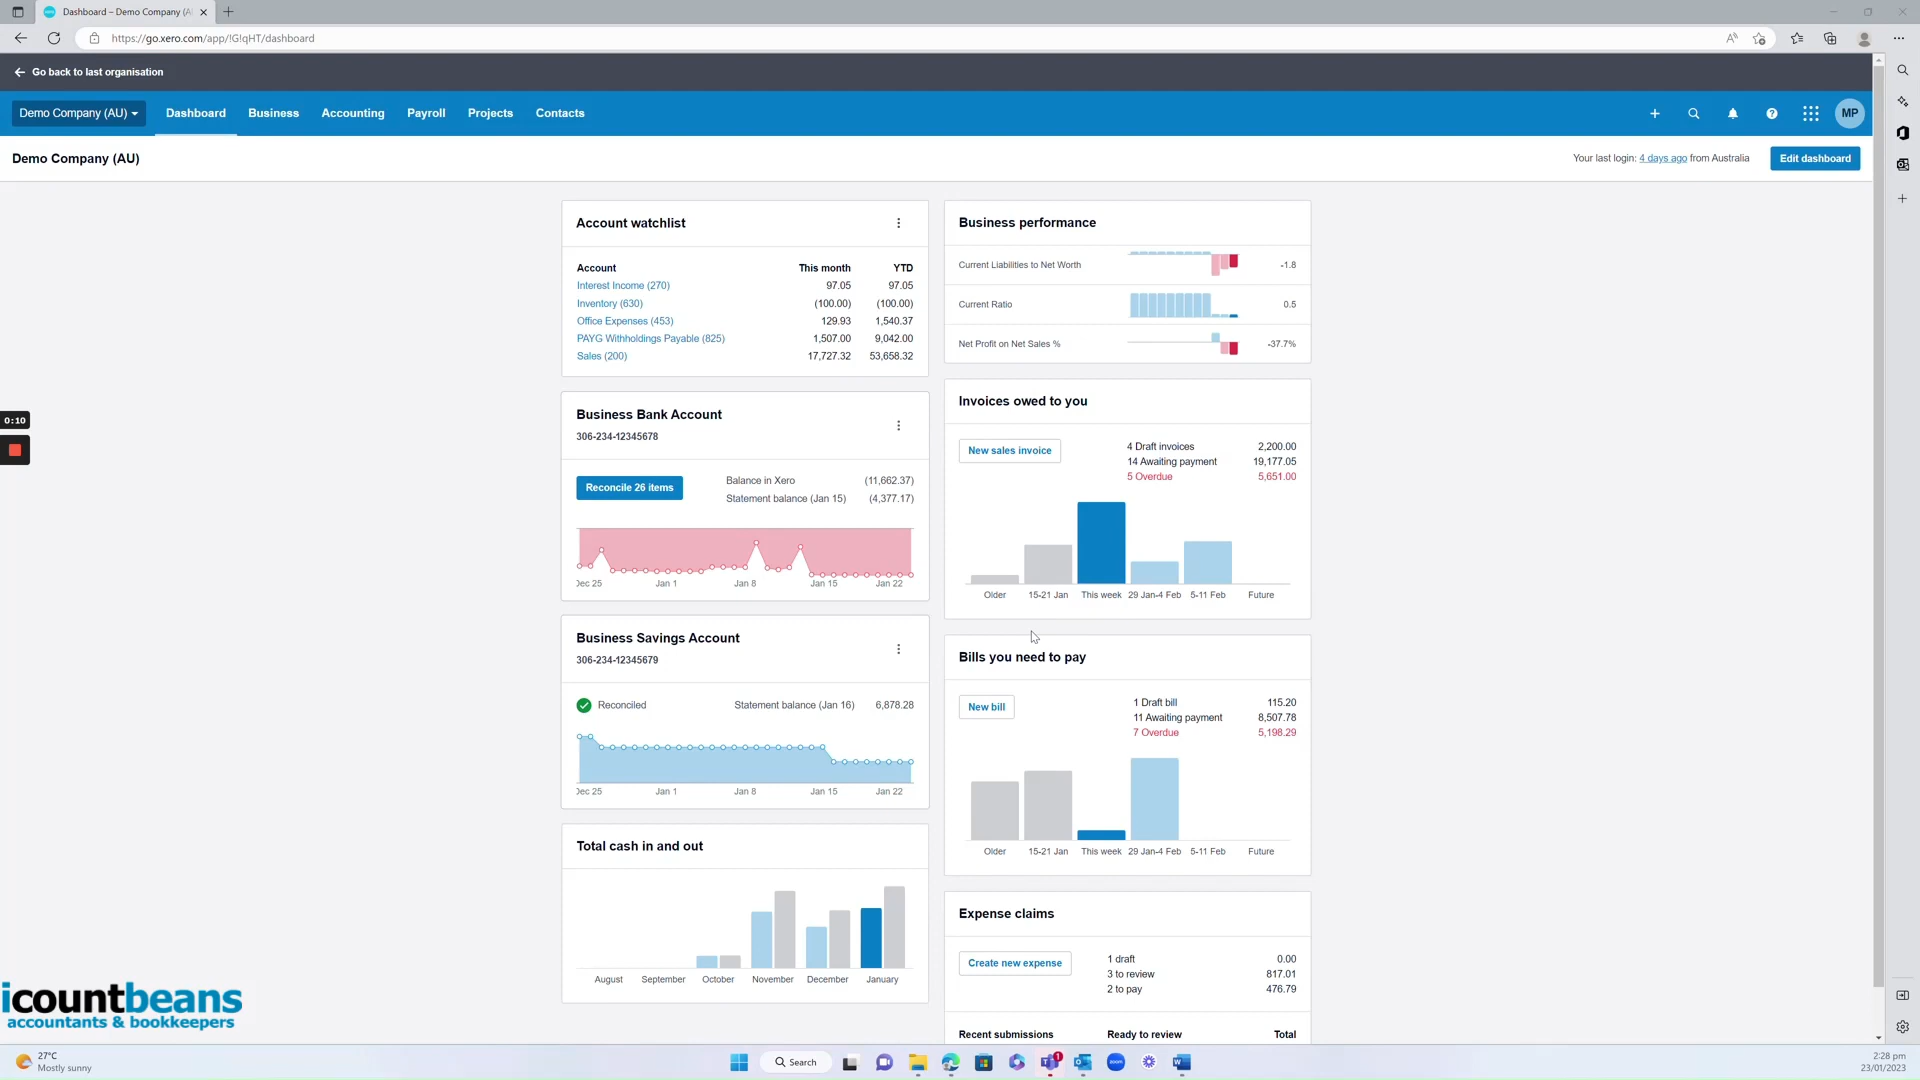 Dashboard – Demo Company (A
https://go.xero.com/app/!G!qHT/dashboard
Go back to last organisation
Demo Company (AU)
Dashboard
Business
Accounting
Payroll
Projects
Contacts
MP
Demo Company (AU)
Your last login: 4 days ago from Australia
Edit dashboard
Account watchlist
Account This month YTD
Interest Income (270) 97.05 97.05
Inventory (630) (100.00) (100.00)
Office Expenses (453) 129.93 1,540.37
PAYG Withholdings Payable (825) 1,507.00 9,042.00
Sales (200) 17,727.32 53,658.32
Business Bank Account
306-234-12345678
Reconcile 26 items
Balance in Xero (11,662.37)
Statement balance (Jan 15) (4,377.17)
Dec 25 Jan 1 Jan 8 Jan 15 Jan 22
Business Savings Account
306-234-12345679
Reconciled
Statement balance (Jan 16) 6,878.28
Dec 25 Jan 1 Jan 8 Jan 15 Jan 22
Total cash in and out
August September October November December January
Business performance
Current Liabilities to Net Worth -1.8
Current Ratio 0.5
Net Profit on Net Sales % -37.7%
Invoices owed to you
New sales invoice
4 Draft invoices 2,200.00
14 Awaiting payment 19,177.05
5 Overdue 5,651.00
Older 15-21 Jan This week 29 Jan-4 Feb 5-11 Feb Future
Bills you need to pay
New bill
1 Draft bill 115.20
11 Awaiting payment 8,507.78
7 Overdue 5,198.29
Older 15-21 Jan This week 29 Jan-4 Feb 5-11 Feb Future
Expense claims
Create new expense
1 draft 0.00
3 to review 817.01
2 to pay 476.79
Recent submissions Ready to review Total
0:10
icountbeans
accountants & bookkeepers
27°C
Mostly sunny
Search
1
zoom
2:28 pm
23/01/2023